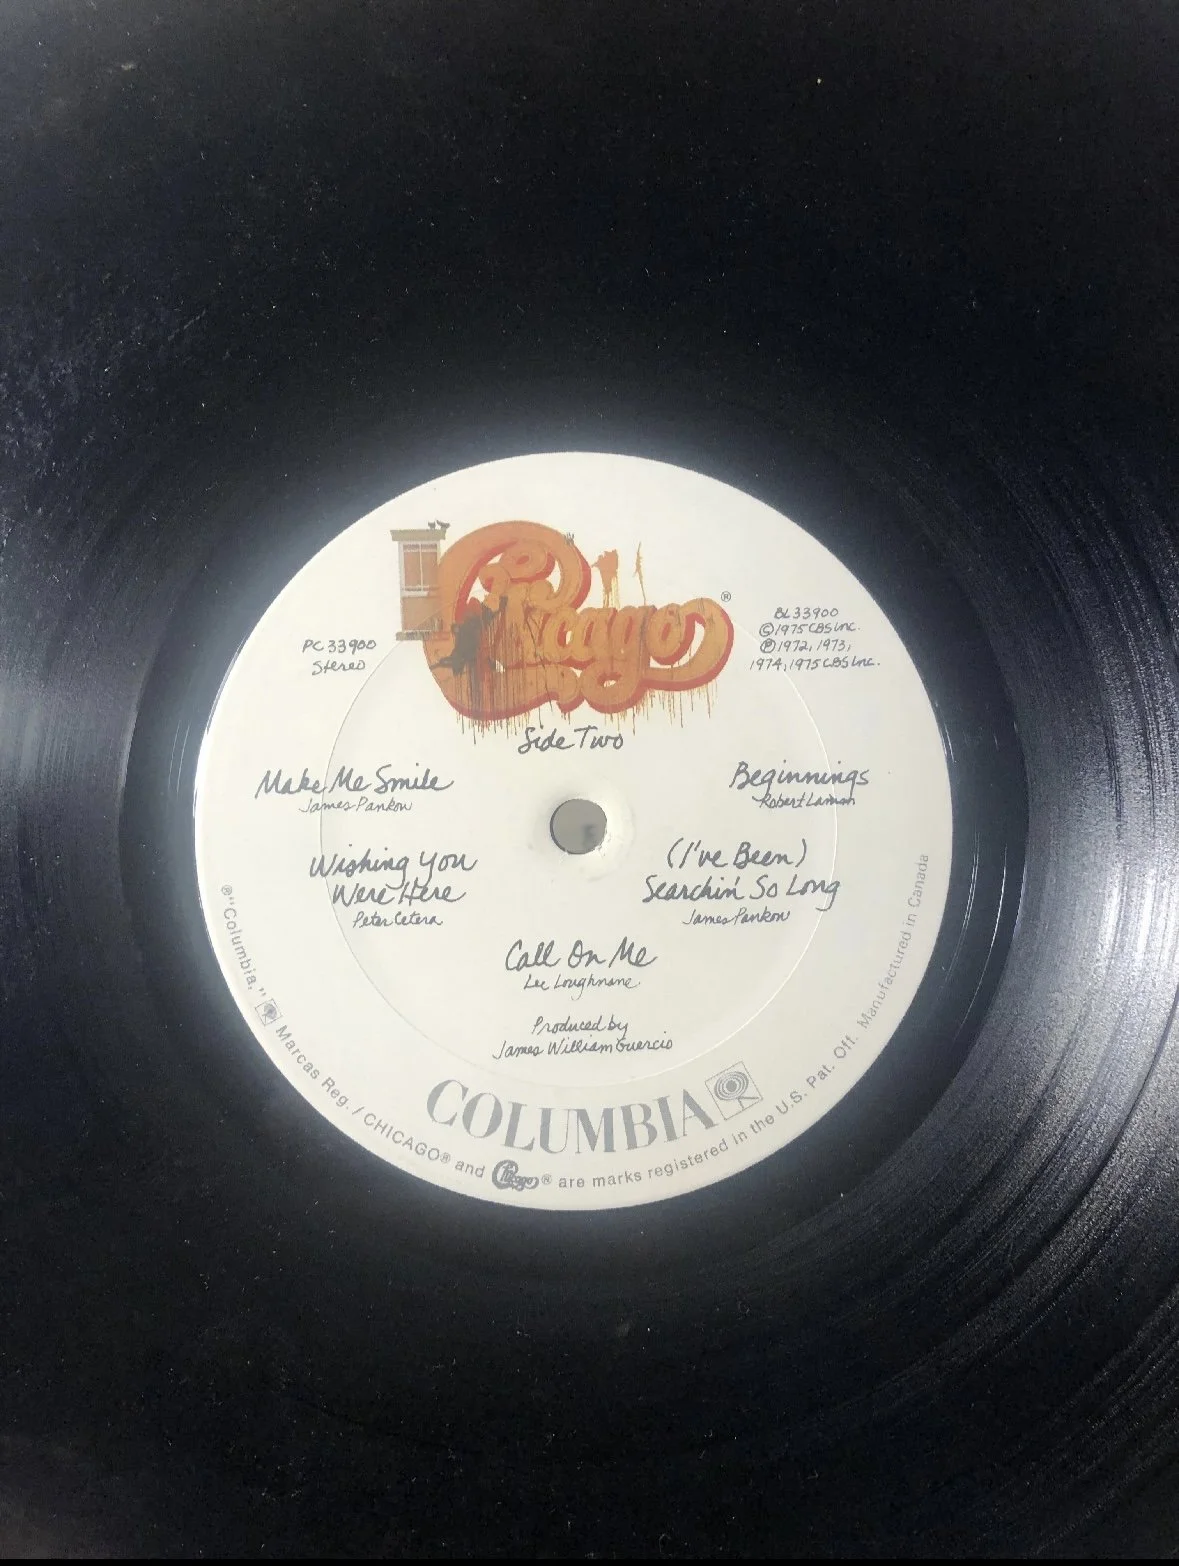 Chicago ®
PC 33900
Stereo
BL 33900
©1975 CBS Inc.
℗1972, 1973,
1974, 1975 CBS Inc.
Side Two
Make Me Smile
James Pankow
Beginnings
Robert Lamm
Wishing You
Were Here
Peter Cetera
(I've Been)
Searchin' So Long
James Pankow
Call On Me
Lee Loughnane
Produced by
James William Guercio
COLUMBIA
®"Columbia," Marcas Reg. / CHICAGO® and Chicago® are marks registered in the U.S. Pat. Off. Manufactured in Canada